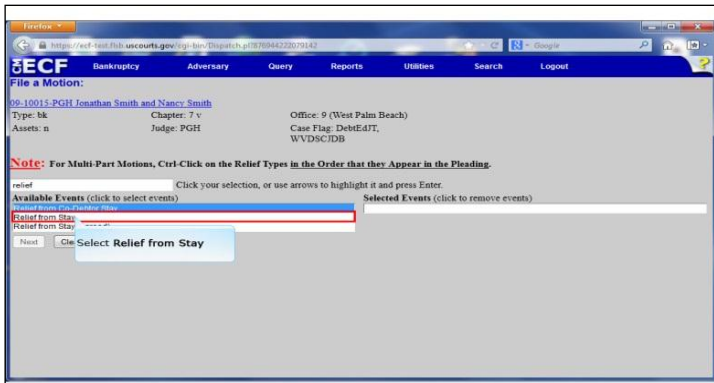 Firefox
https://ecf-test.flsb.uscourts.gov/cgi-bin/Dispatch.pl?876944222079142
Google
CM ECF Bankruptcy Adversary Query Reports Utilities Search Logout ?
File a Motion:
09-10015-PGH Jonathan Smith and Nancy Smith
Type: bk Chapter: 7 v Office: 9 (West Palm Beach)
Assets: n Judge: PGH Case Flag: DebtEdJT,
WVDSCJDB
Note: For Multi-Part Motions, Ctrl-Click on the Relief Types in the Order that they Appear in the Pleading.
relief Click your selection, or use arrows to highlight it and press Enter.
Available Events (click to select events) Selected Events (click to remove events)
Relief from Co-Debtor Stay
Relief from Stay
Relief from Stay
Next Cle
Select Relief from Stay